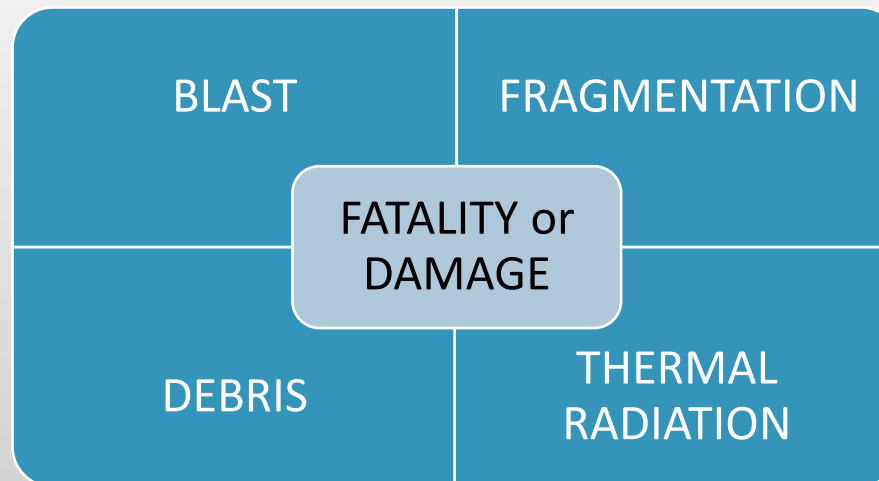 BLAST
FRAGMENTATION
FATALITY or
DAMAGE
DEBRIS
THERMAL
RADIATION